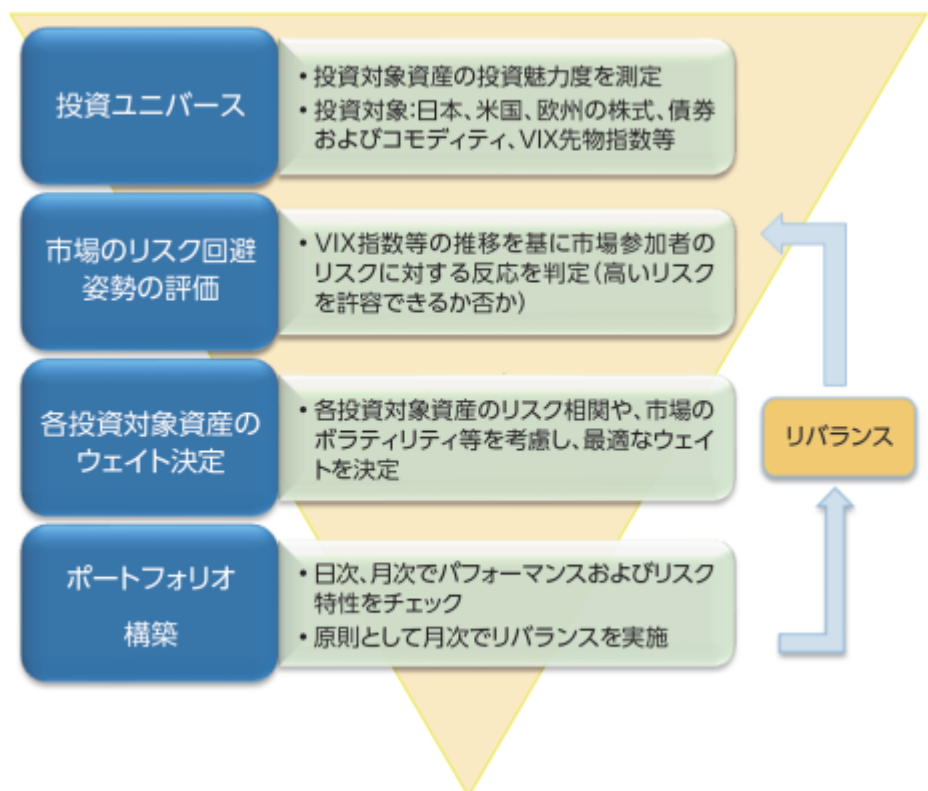 投資ユニバース
・投資対象資産の投資魅力度を測定
・投資対象:日本、米国、欧州の株式、債券
およびコモディティ、VIX先物指数等
市場のリスク回避
姿勢の評価
・VIX指数等の推移を基に市場参加者の
リスクに対する反応を判定(高いリスク
を許容できるか否か)
各投資対象資産の
ウェイト決定
・各投資対象資産のリスク相関や、市場の
ボラティリティ等を考慮し、最適なウェイ
トを決定
リバランス
ポートフォリオ
構築
・日次、月次でパフォーマンスおよびリスク
特性をチェック
・原則として月次でリバランスを実施